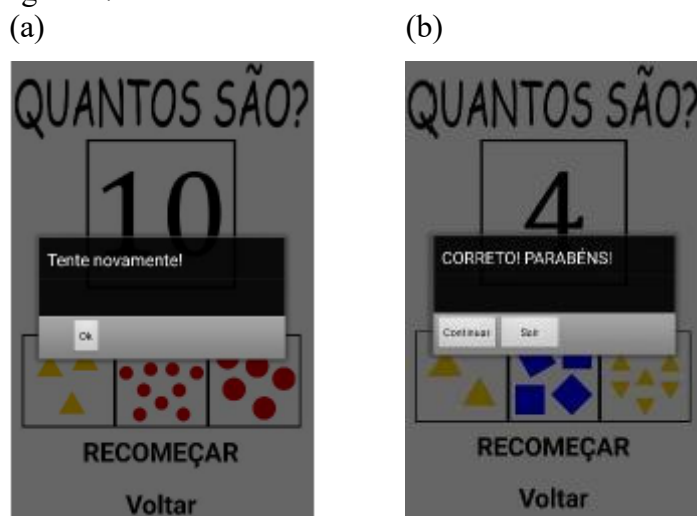 (a)
(b)
QUANTOS SÃO?
10
Tente novamente!
Ok
RECOMEÇAR
Voltar
QUANTOS SÃO?
4
CORRETO! PARABÉNS!
Continuar
Sair
RECOMEÇAR
Voltar